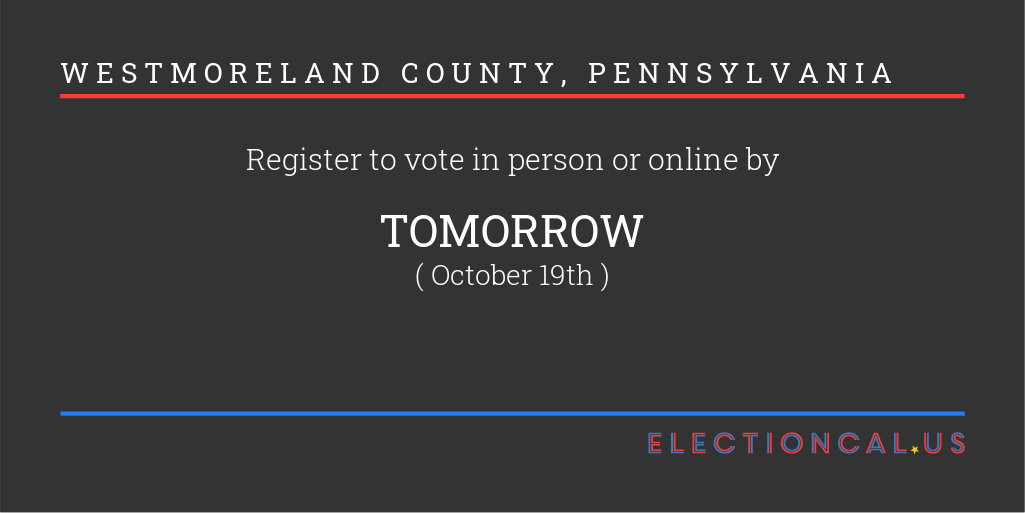 WESTMORELAND COUNTY, PENNSYLVANIA
Register to vote in person or online by
TOMORROW
( October 19th )
ELECTIONCAL.US